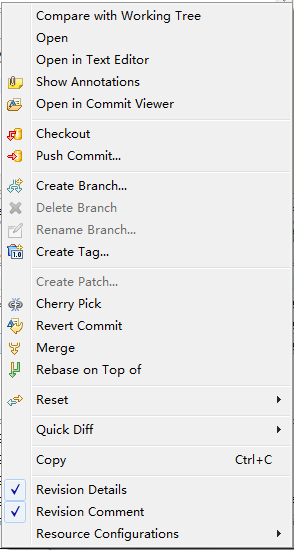 Compare with Working Tree
Open
Open in Text Editor
Show Annotations
Open in Commit Viewer
Checkout
Push Commit...
Create Branch...
Delete Branch
Rename Branch...
1.0 Create Tag...
Create Patch...
Cherry Pick
Revert Commit
Merge
Rebase on Top of
Reset
Quick Diff
Copy Ctrl+C
Revision Details
Revision Comment
Resource Configurations